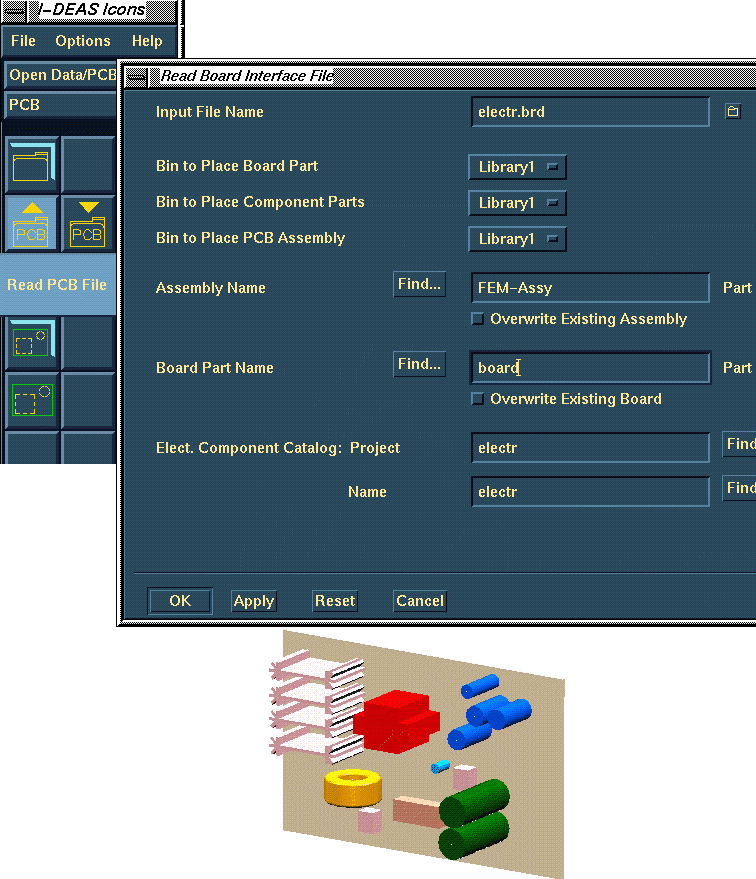 I-DEAS Icons
File Options Help
Open Data/PCB
PCB
PCB PCB
Read PCB File
Read Board Interface File
Input File Name electr.brd
Bin to Place Board Part Library1
Bin to Place Component Parts Library1
Bin to Place PCB Assembly Library1
Assembly Name Find... FEM-Assy Part
Overwrite Existing Assembly
Board Part Name Find... board Part
Overwrite Existing Board
Elect. Component Catalog: Project electr Find
Name electr Find
OK Apply Reset Cancel